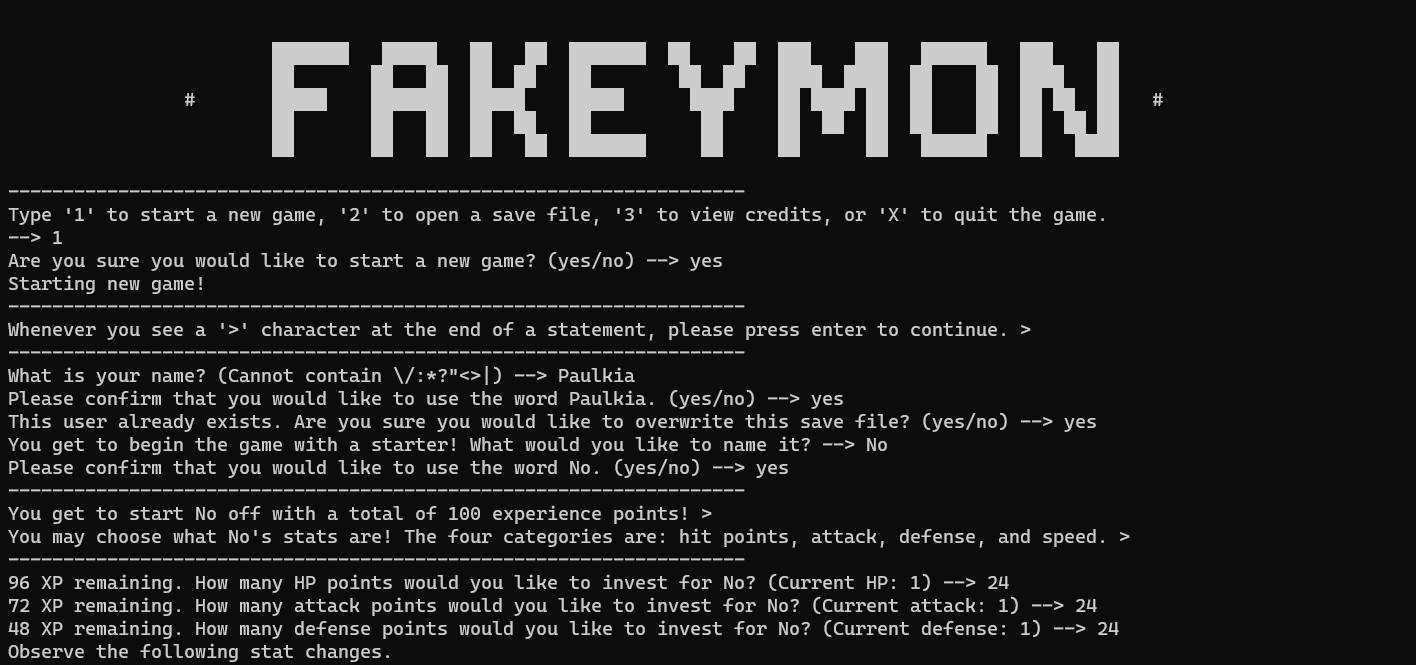 # FAKEYMON #
-------------------------------------------------------------------
Type '1' to start a new game, '2' to open a save file, '3' to view credits, or 'X' to quit the game.
--> 1
Are you sure you would like to start a new game? (yes/no) --> yes
Starting new game!
-------------------------------------------------------------------
Whenever you see a '>' character at the end of a statement, please press enter to continue. >
-------------------------------------------------------------------
What is your name? (Cannot contain \/:*?"<>|) --> Paulkia
Please confirm that you would like to use the word Paulkia. (yes/no) --> yes
This user already exists. Are you sure you would like to overwrite this save file? (yes/no) --> yes
You get to begin the game with a starter! What would you like to name it? --> No
Please confirm that you would like to use the word No. (yes/no) --> yes
-------------------------------------------------------------------
You get to start No off with a total of 100 experience points! >
You may choose what No's stats are! The four categories are: hit points, attack, defense, and speed. >
-------------------------------------------------------------------
96 XP remaining. How many HP points would you like to invest for No? (Current HP: 1) --> 24
72 XP remaining. How many attack points would you like to invest for No? (Current attack: 1) --> 24
48 XP remaining. How many defense points would you like to invest for No? (Current defense: 1) --> 24
Observe the following stat changes.